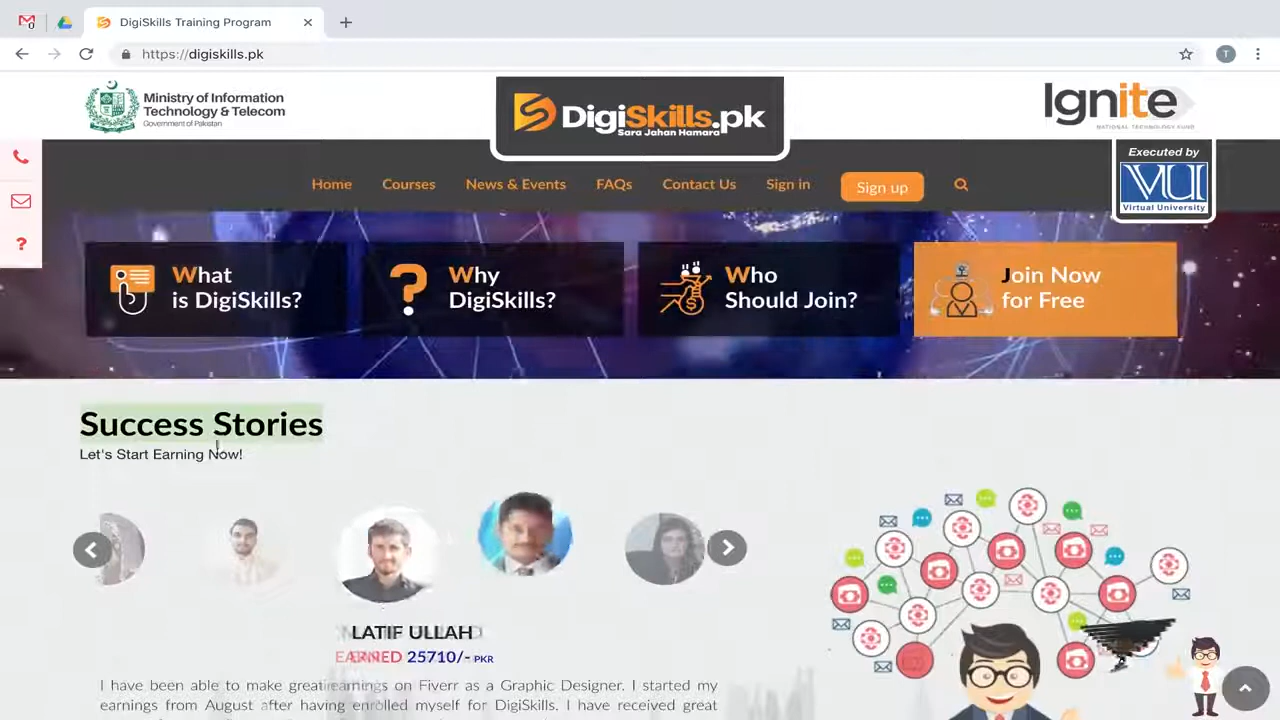 DigiSkills Training Program
https://digiskills.pk
T
Ministry of Information
Technology & Telecom
Government of Pakistan
DigiSkills.pk
Sara Jahan Hamara
Ignite
NATIONAL TECHNOLOGY FUND
Executed by
VU
Virtual University
Home Courses News & Events FAQs Contact Us Sign in Sign up
?
What
is DigiSkills?
? Why
DigiSkills?
Who
Should Join?
Join Now
for Free
Success Stories
Let's Start Earning Now!
LATIF ULLAH
EARNED 25710/- PKR
I have been able to make great earnings on Fiverr as a Graphic Designer. I started my
earnings from August after having enrolled myself for DigiSkills. I have received great